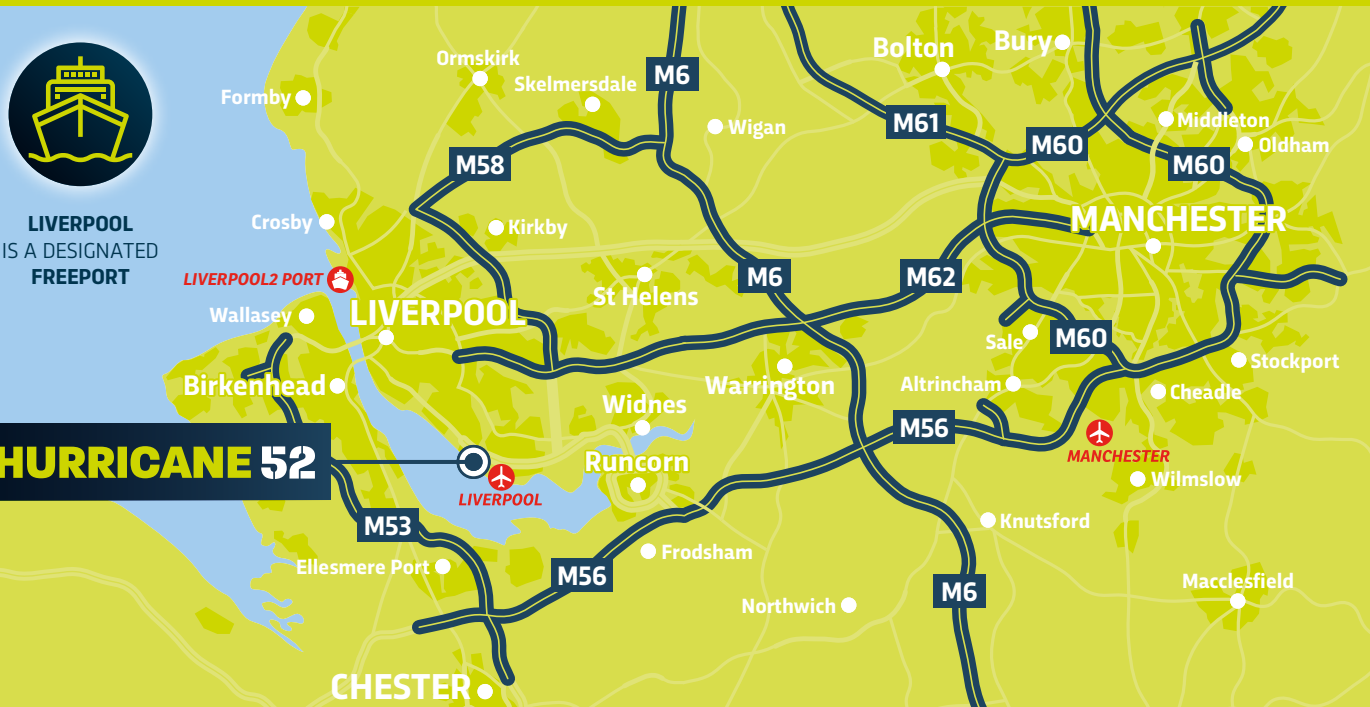 LIVERPOOL
IS A DESIGNATED
FREEPORT
Formby
Ormskirk
Skelmersdale
M6
Wigan
Bolton
Bury
M61
M60
Middleton
Oldham
M60
M58
Crosby
Kirkby
MANCHESTER
LIVERPOOL2 PORT
St Helens
M6
M62
Wallasey
LIVERPOOL
Sale
M60
Stockport
Birkenhead
Warrington
Altrincham
Cheadle
Widnes
M56
MANCHESTER
HURRICANE 52
Runcorn
LIVERPOOL
Wilmslow
M53
Knutsford
Ellesmere Port
M56
Frodsham
Macclesfield
Northwich
M6
CHESTER